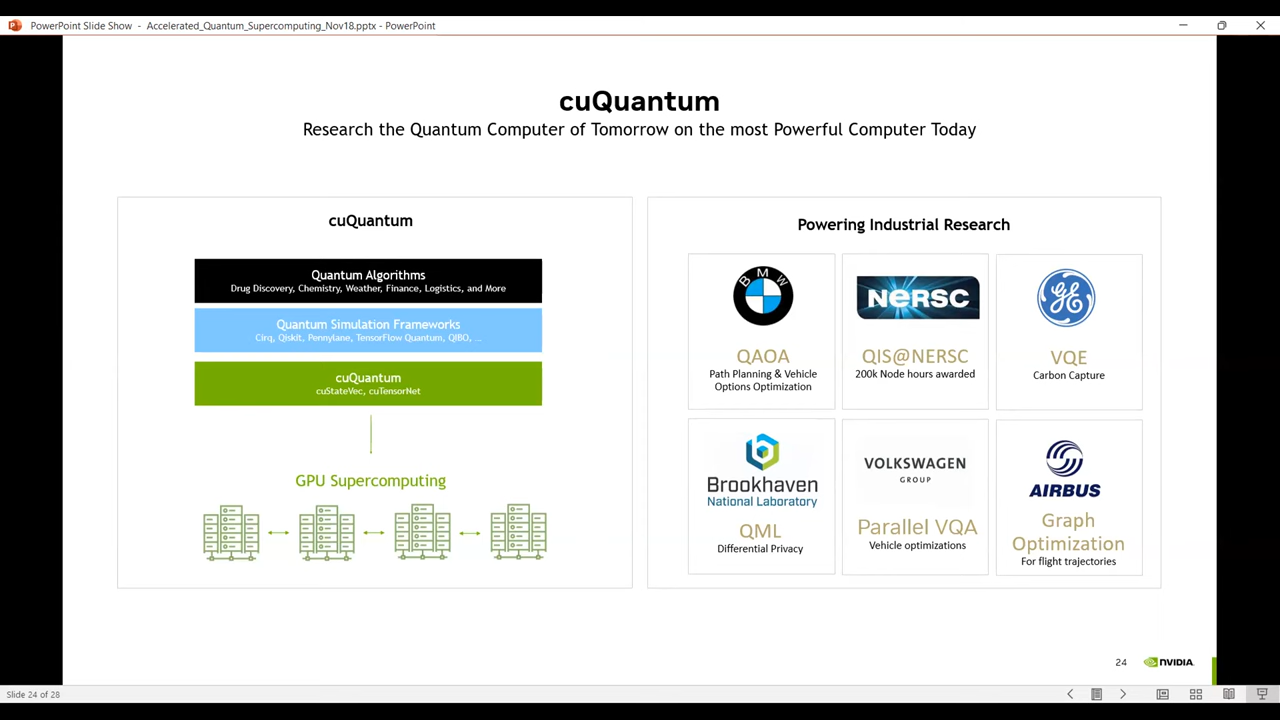 PowerPoint Slide Show - Accelerated_Quantum_Supercomputing_Nov18.pptx - PowerPoint
cuQuantum
Research the Quantum Computer of Tomorrow on the most Powerful Computer Today
cuQuantum
Quantum Algorithms
Drug Discovery, Chemistry, Weather, Finance, Logistics, and More
Quantum Simulation Frameworks
Cirq, Qiskit, Pennylane, TensorFlow Quantum, QIBO, ...
cuQuantum
cuStateVec, cuTensorNet
GPU Supercomputing
Powering Industrial Research
BMW
QAOA
Path Planning & Vehicle
Options Optimization
NERSC
QIS@NERSC
200k Node hours awarded
GE
VQE
Carbon Capture
Brookhaven
National Laboratory
QML
Differential Privacy
VOLKSWAGEN
GROUP
Parallel VQA
Vehicle optimizations
AIRBUS
Graph
Optimization
For flight trajectories
24
NVIDIA.
Slide 24 of 28